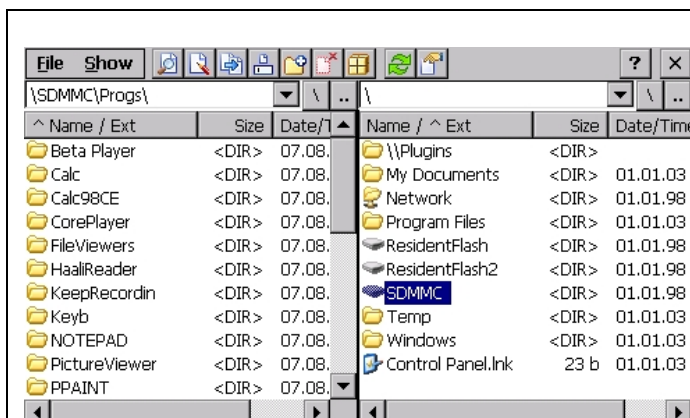 File Show ?
\SDMMC\Progs\ \ .. \ \ ..
^ Name / Ext Size Date/T Name / ^ Ext Size Date/Time
Beta Player <DIR> 07.08. \\Plugins <DIR>
Calc <DIR> 07.08. My Documents <DIR> 01.01.03
Calc98CE <DIR> 07.08. Network <DIR> 01.01.98
CorePlayer <DIR> 07.08. Program Files <DIR> 01.01.03
FileViewers <DIR> 07.08. ResidentFlash <DIR> 01.01.98
HaaliReader <DIR> 07.08. ResidentFlash2 <DIR> 01.01.98
KeepRecordin <DIR> 07.08. SDMMC <DIR> 01.01.98
Keyb <DIR> 07.08. Temp <DIR> 01.01.03
NOTEPAD <DIR> 07.08. Windows <DIR> 01.01.03
PictureViewer <DIR> 07.08. Control Panel.lnk 23 b 01.01.03
PPAINT <DIR> 07.08.